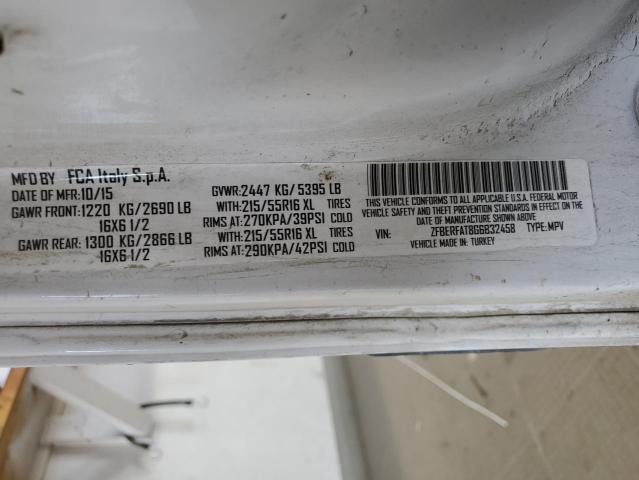 MFD BY FCA Italy S.p.A.
DATE OF MFR:10/15
GAWR FRONT:1220 KG/2690 LB
16X6 1/2
GAWR REAR: 1300 KG/2866 LB
16X6 1/2
GVWR:2447 KG/5395 LB
WITH:215/55R16 XL TIRES
RIMS AT:270KPA/39PSI COLD
WITH:215/55R16 XL TIRES
RIMS AT:290KPA/42PSI COLD
THIS VEHICLE CONFORMS TO ALL APPLICABLE U.S.A. FEDERAL MOTOR
VEHICLE SAFETY AND THEFT PREVENTION STANDARDS IN EFFECT ON THE
DATE OF MANUFACTURE SHOWN ABOVE.
VIN: ZFBERFAT8G6B32458 TYPE:MPV
VEHICLE MADE IN: TURKEY